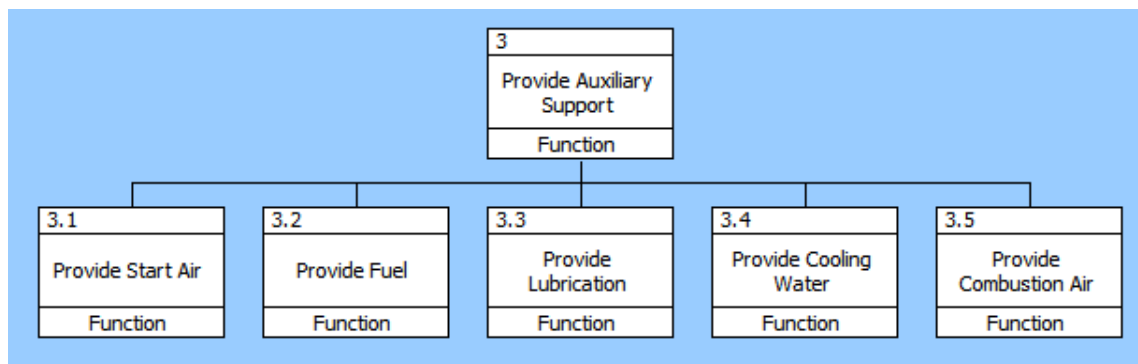 3
Provide Auxiliary
Support
Function
3.1
Provide Start Air
Function
3.2
Provide Fuel
Function
3.3
Provide
Lubrication
Function
3.4
Provide Cooling
Water
Function
3.5
Provide
Combustion Air
Function